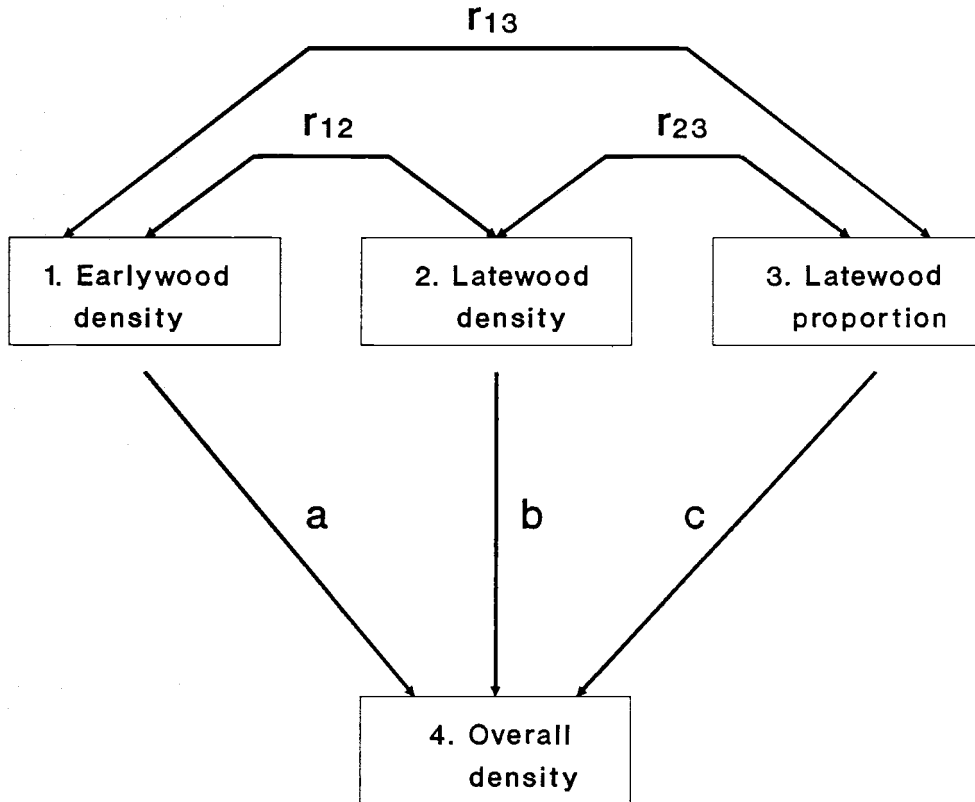 r13
r12
r23
1. Earlywood
density
2. Latewood
density
3. Latewood
proportion
a
b
c
4. Overall
density